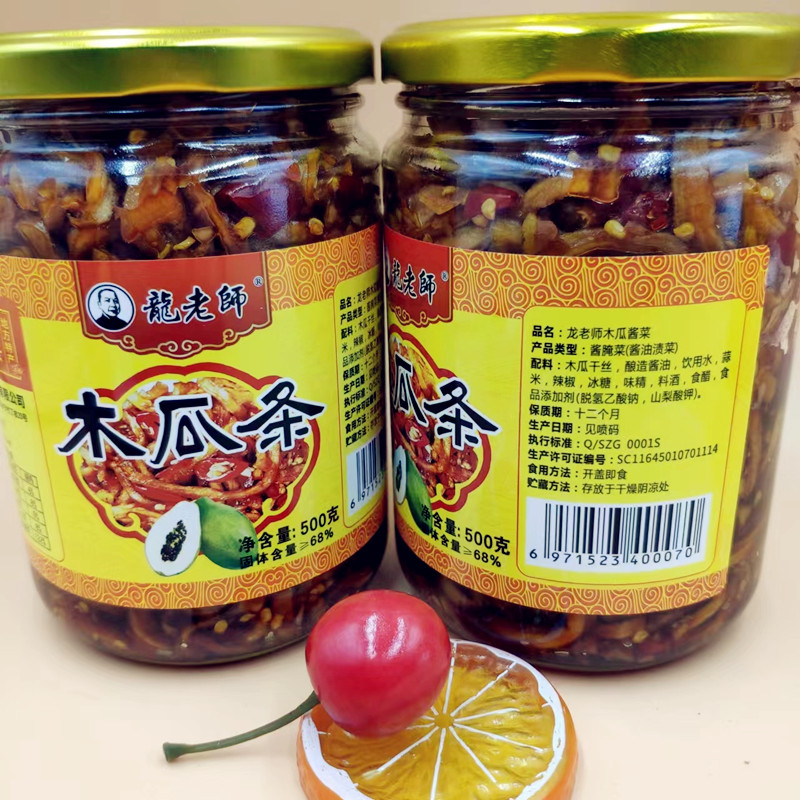 龍老師®
木瓜条
净含量: 500克
固体含量≥68%
6 971523
龍老師®
瓜条
净含量: 500克
固体含量≥68%
品名: 龙老师木瓜酱菜
产品类型: 酱腌菜(酱油渍菜)
配料: 木瓜干丝, 酿造酱油, 饮用水, 蒜
米, 辣椒, 冰糖, 味精, 料酒, 食醋, 食
品添加剂(脱氢乙酸钠, 山梨酸钾)。
保质期: 十二个月
生产日期: 见喷码
执行标准: Q/SZG 0001S
生产许可证编号: SC11645010701114
食用方法: 开盖即食
贮藏方法: 存放于干燥阴凉处
6 971523 400070